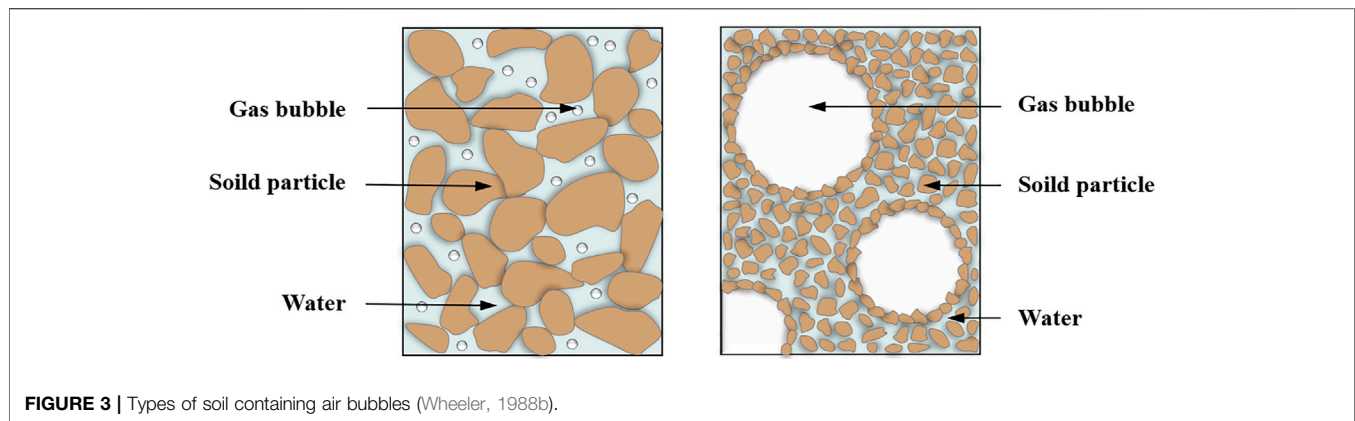 Gas bubble
Soild particle
Water
Gas bubble
Soild particle
Water
FIGURE 3 | Types of soil containing air bubbles (Wheeler, 1988b).